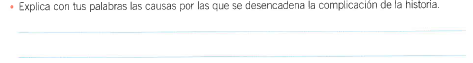 • Explica con tus palabras las causas por las que se desencadena la complicación de la historia.